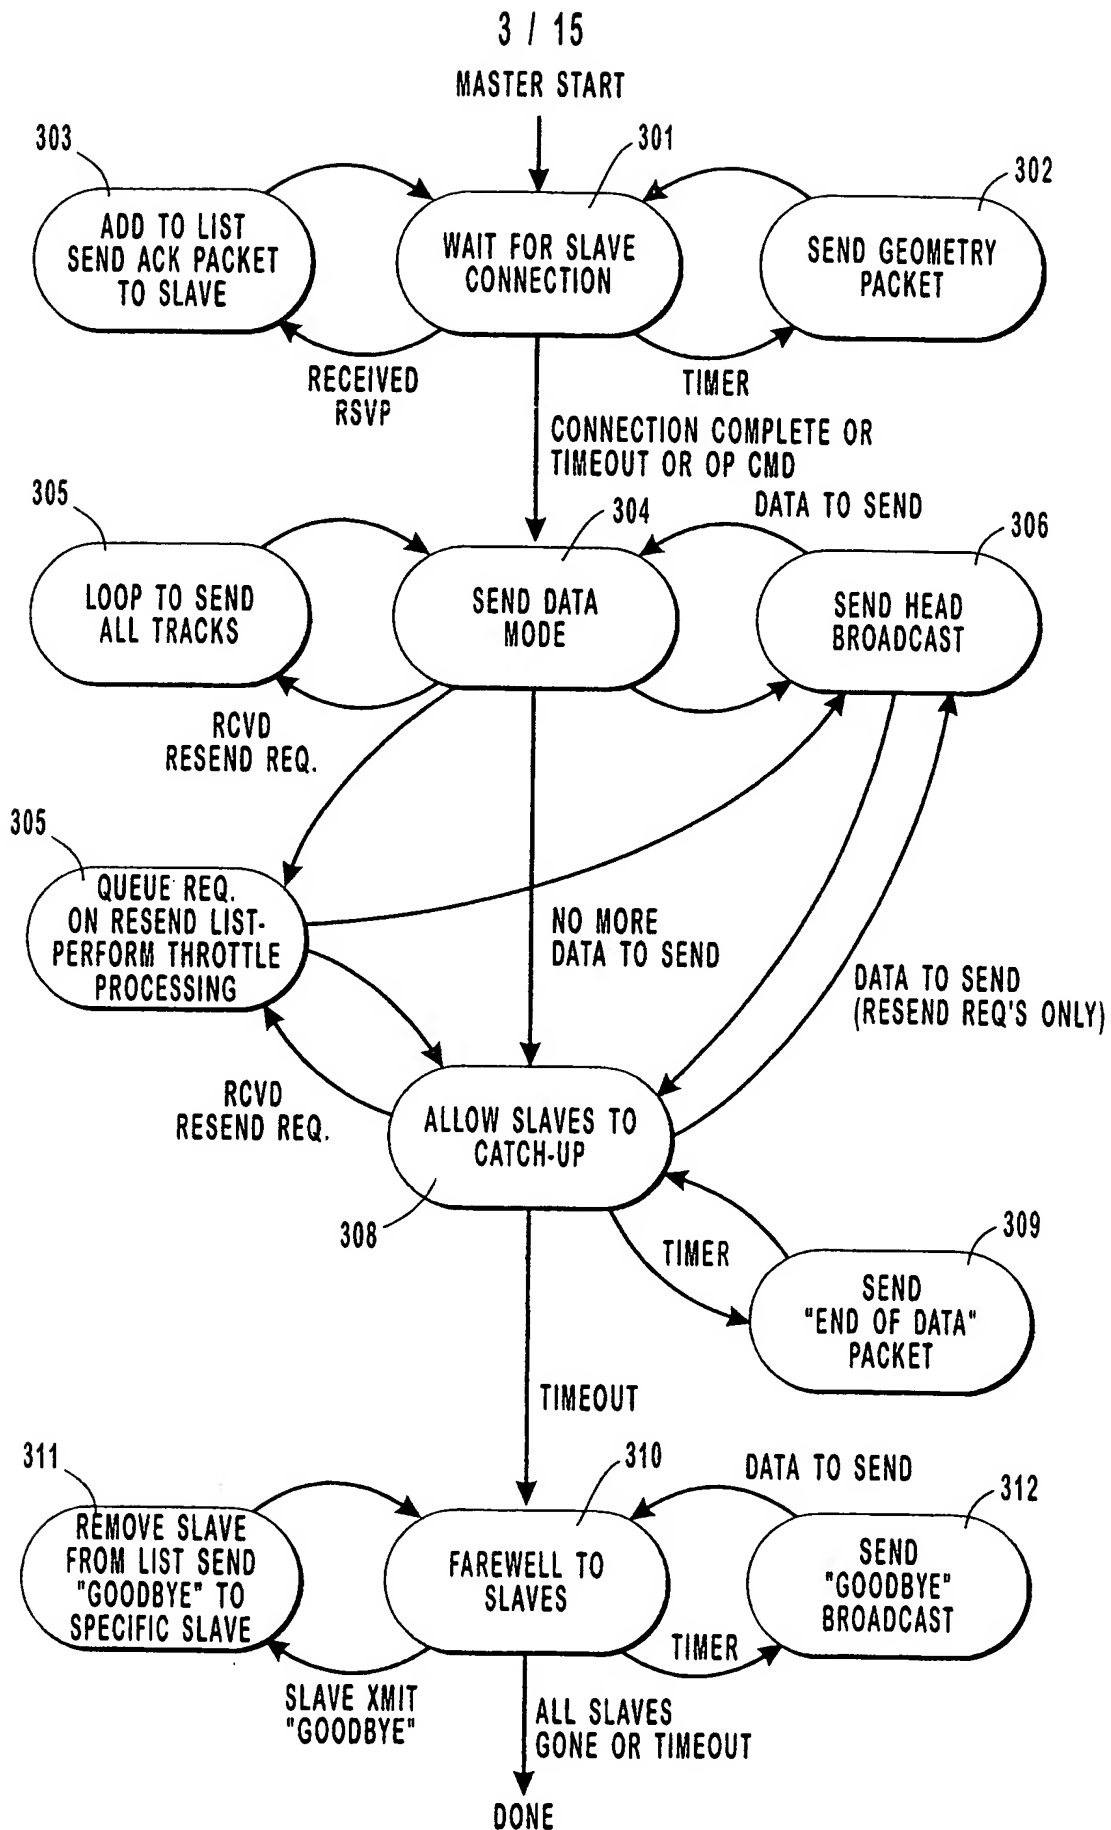 3 / 15
MASTER START
303
301
302
ADD TO LIST
SEND ACK PACKET
TO SLAVE
WAIT FOR SLAVE
CONNECTION
SEND GEOMETRY
PACKET
RECEIVED
RSVP
TIMER
CONNECTION COMPLETE OR
TIMEOUT OR OP CMD
305
304
DATA TO SEND
306
LOOP TO SEND
ALL TRACKS
SEND DATA
MODE
SEND HEAD
BROADCAST
RCVD
RESEND REQ.
305
QUEUE REQ.
ON RESEND LIST-
PERFORM THROTTLE
PROCESSING
NO MORE
DATA TO SEND
DATA TO SEND
(RESEND REQ'S ONLY)
RCVD
RESEND REQ.
ALLOW SLAVES TO
CATCH-UP
308
TIMER
309
SEND
"END OF DATA"
PACKET
TIMEOUT
311
310
DATA TO SEND
312
REMOVE SLAVE
FROM LIST SEND
"GOODBYE" TO
SPECIFIC SLAVE
FAREWELL TO
SLAVES
SEND
"GOODBYE"
BROADCAST
TIMER
SLAVE XMIT
"GOODBYE"
ALL SLAVES
GONE OR TIMEOUT
DONE